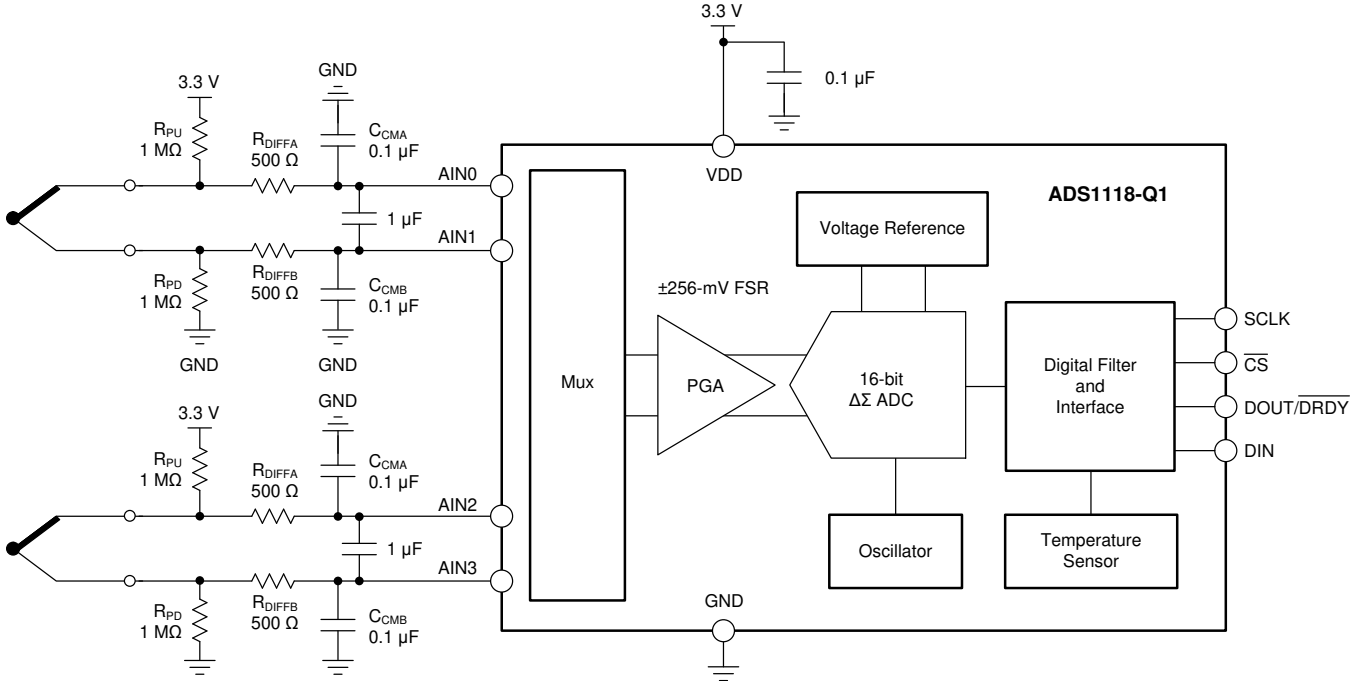 3.3 V
0.1 µF
GND
3.3 V
R_PU
1 MΩ
R_DIFFA
500 Ω
C_CMA
0.1 µF
AIN0
1 µF
AIN1
R_PD
1 MΩ
R_DIFFB
500 Ω
C_CMB
0.1 µF
GND
GND
GND
3.3 V
R_PU
1 MΩ
R_DIFFA
500 Ω
C_CMA
0.1 µF
AIN2
1 µF
AIN3
R_PD
1 MΩ
R_DIFFB
500 Ω
C_CMB
0.1 µF
VDD
ADS1118-Q1
Voltage Reference
±256-mV FSR
Mux
PGA
16-bit
ΔΣ ADC
Digital Filter
and
Interface
SCLK
C̅S̅
DOUT/D̅R̅D̅Y̅
DIN
Oscillator
Temperature
Sensor
GND